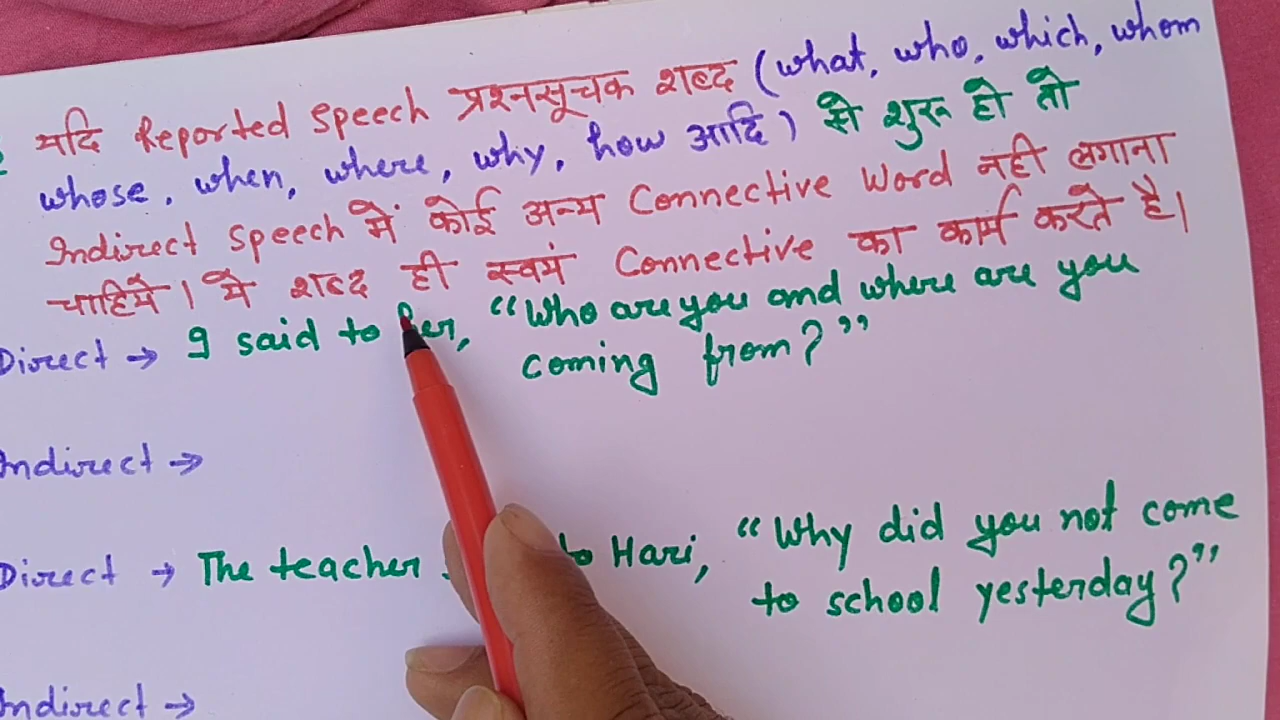 यदि Reported speech प्रश्नसूचक शब्द (what, who, which, whom
whose, when, where, why, how आदि) से शुरू हो तो
Indirect speech में कोई अन्य Connective Word नही लगाना
चाहिये। ये शब्द ही स्वयं Connective का कार्य करते है।
Direct → I said to her, "Who are you and where are you
coming from?"
Indirect →
Direct → The teacher to Hari, "Why did you not come
to school yesterday?"
Indirect →